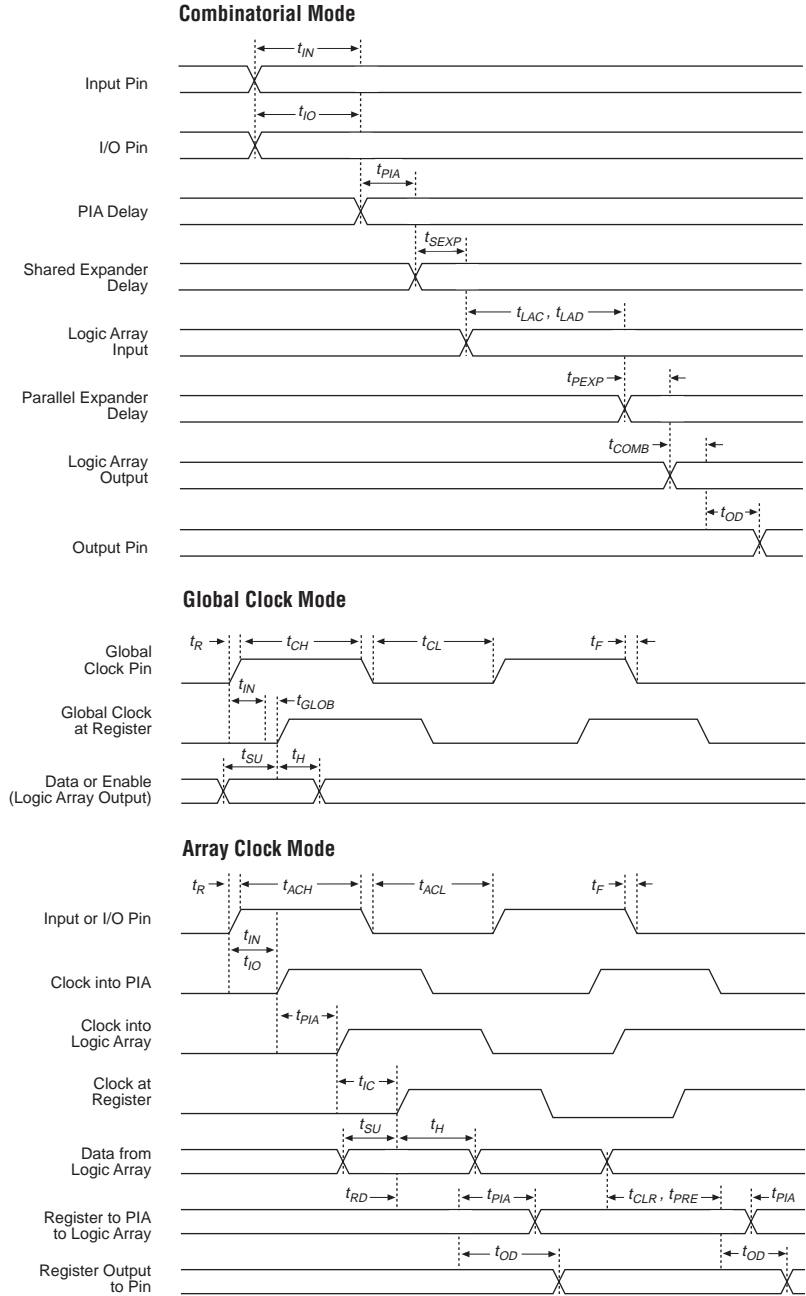 Combinatorial Mode
tIN
Input Pin
tIO
I/O Pin
tPIA
PIA Delay
tSEXP
Shared Expander
Delay
tLAC , tLAD
Logic Array
Input
tPEXP
Parallel Expander
Delay
tCOMB
Logic Array
Output
tOD
Output Pin
Global Clock Mode
tR
tCH
tCL
tF
Global
Clock Pin
tIN
tGLOB
Global Clock
at Register
tSU
tH
Data or Enable
(Logic Array Output)
Array Clock Mode
tR
tACH
tACL
tF
Input or I/O Pin
tIN
tIO
Clock into PIA
tPIA
Clock into
Logic Array
tIC
Clock at
Register
tSU
tH
Data from
Logic Array
tRD
tPIA
tCLR , tPRE
tPIA
Register to PIA
to Logic Array
tOD
tOD
Register Output
to Pin